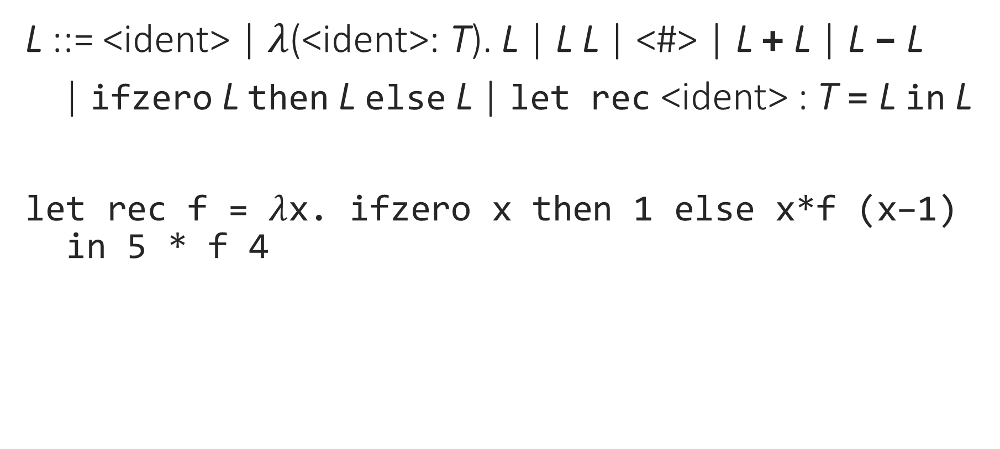 L ::= <ident> | λ(<ident>: T). L | L L | <#> | L + L | L − L
| ifzero L then L else L | let rec <ident> : T = L in L
let rec f = λx. ifzero x then 1 else x*f (x−1)
in 5 * f 4